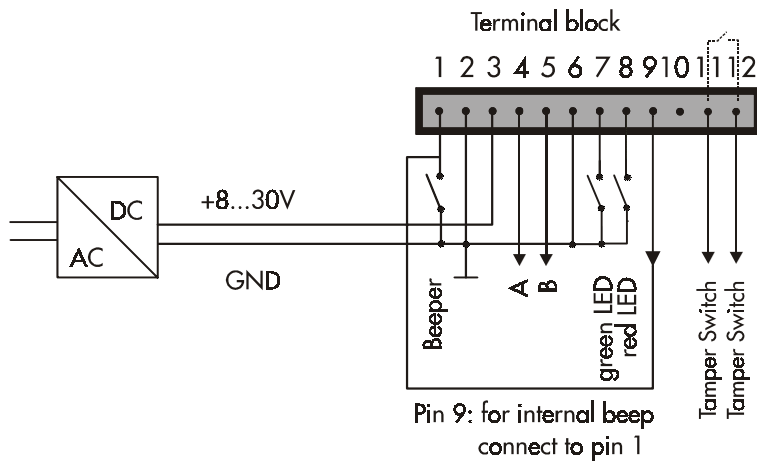 Terminal block
1 2 3 4 5 6 7 8 9 10 11 12
DC
AC
+8...30V
GND
Beeper
A
B
green LED
red LED
Tamper Switch
Tamper Switch
Pin 9: for internal beep
connect to pin 1